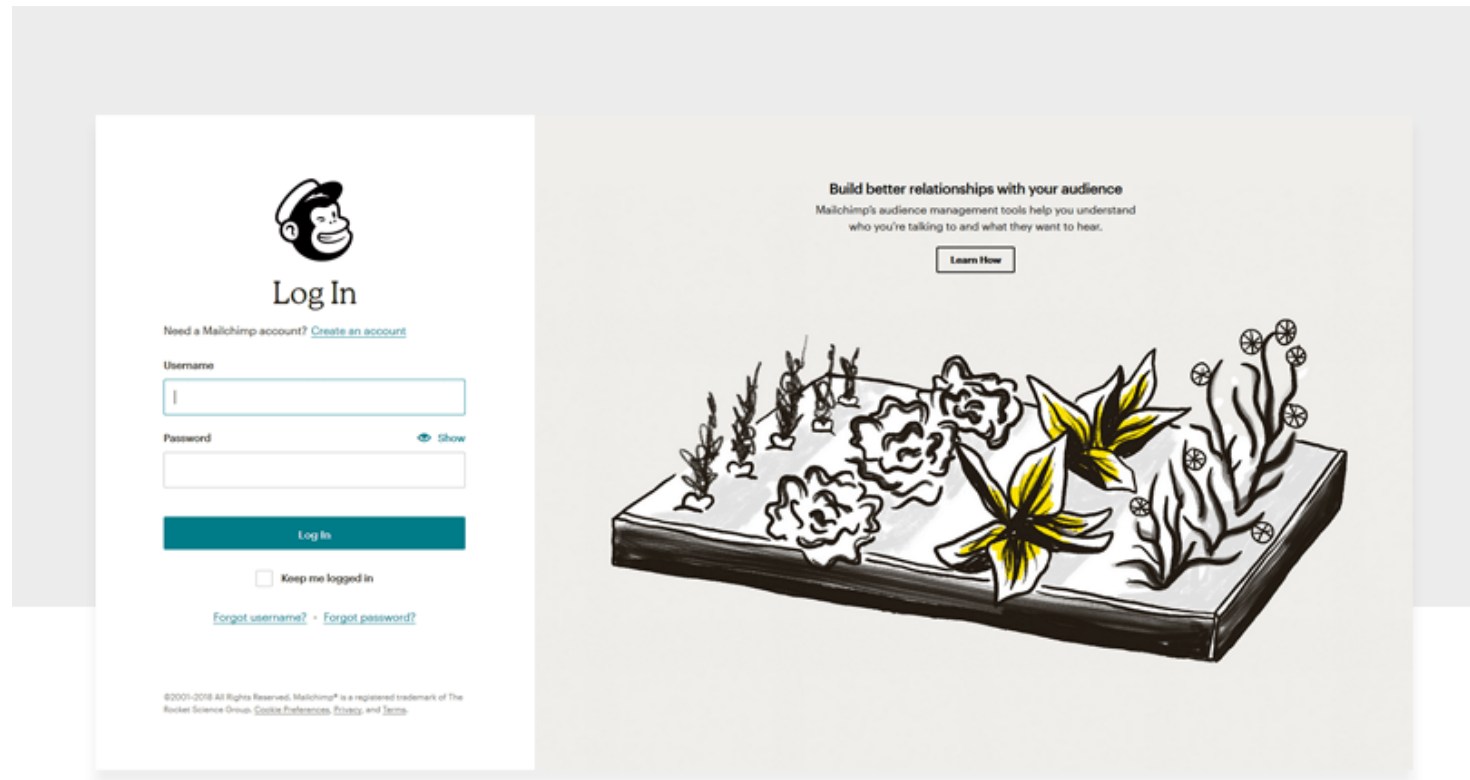 Log In
Need a Mailchimp account? Create an account
Username
Password
Show
Log In
Keep me logged in
Forgot username? • Forgot password?
©2001–2018 All Rights Reserved. Mailchimp® is a registered trademark of The
Rocket Science Group. Cookie Preferences, Privacy, and Terms.
Build better relationships with your audience
Mailchimp's audience management tools help you understand
who you're talking to and what they want to hear.
Learn How